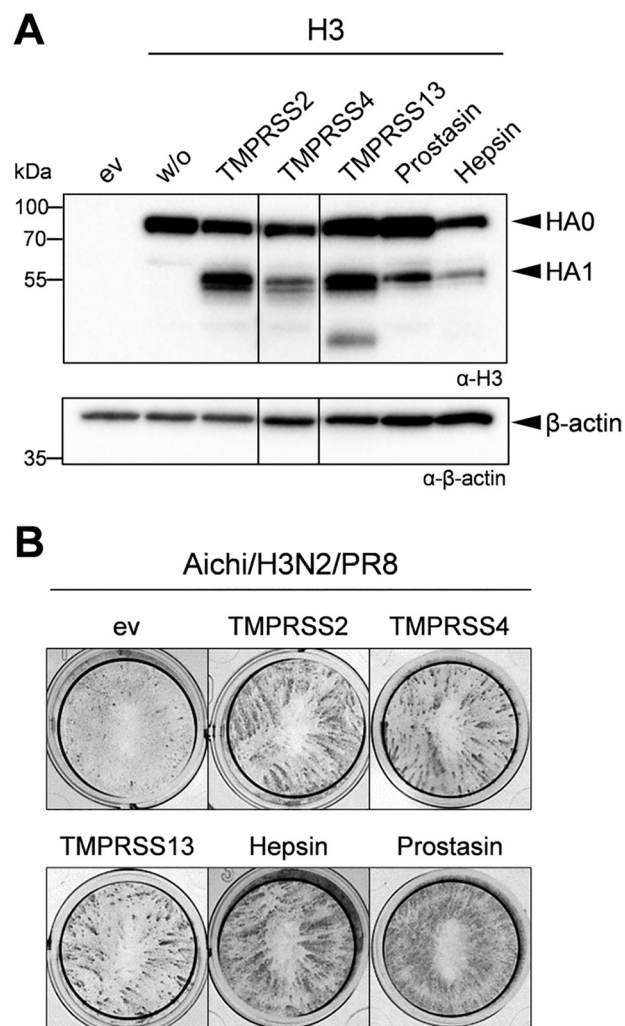 A
H3
kDa
ev
w/o
TMPRSS2
TMPRSS4
TMPRSS13
Prostasin
Hepsin
100
70
55
HA0
HA1
α-H3
β-actin
35
α-β-actin
B
Aichi/H3N2/PR8
ev TMPRSS2 TMPRSS4
TMPRSS13 Hepsin Prostasin